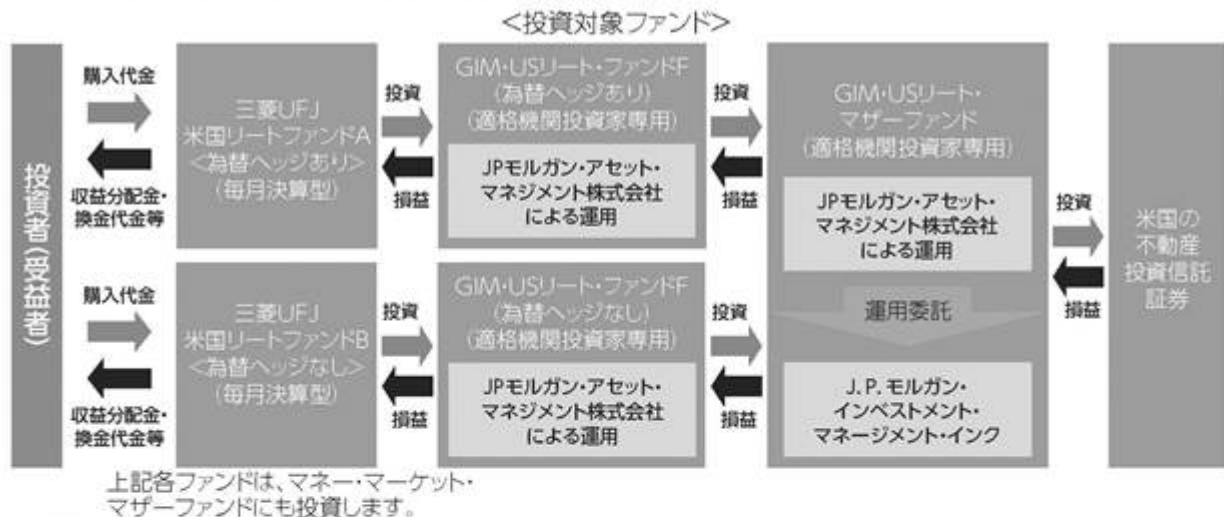 <投資対象ファンド>
投資者(受益者)
購入代金
収益分配金・
換金代金等
三菱UFJ
米国リートファンドA
<為替ヘッジあり>
(毎月決算型)
投資
損益
GIM・USリート・ファンドF
(為替ヘッジあり)
(適格機関投資家専用)
JPモルガン・アセット・
マネジメント株式会社
による運用
投資
損益
購入代金
収益分配金・
換金代金等
三菱UFJ
米国リートファンドB
<為替ヘッジなし>
(毎月決算型)
投資
損益
GIM・USリート・ファンドF
(為替ヘッジなし)
(適格機関投資家専用)
JPモルガン・アセット・
マネジメント株式会社
による運用
投資
損益
GIM・USリート・
マザーファンド
(適格機関投資家専用)
JPモルガン・アセット・
マネジメント株式会社
による運用
運用委託
J.P.モルガン・
インベストメント・
マネージメント・インク
投資
損益
米国の
不動産
投資信託
証券
上記各ファンドは、マネー・マーケット・
マザーファンドにも投資します。